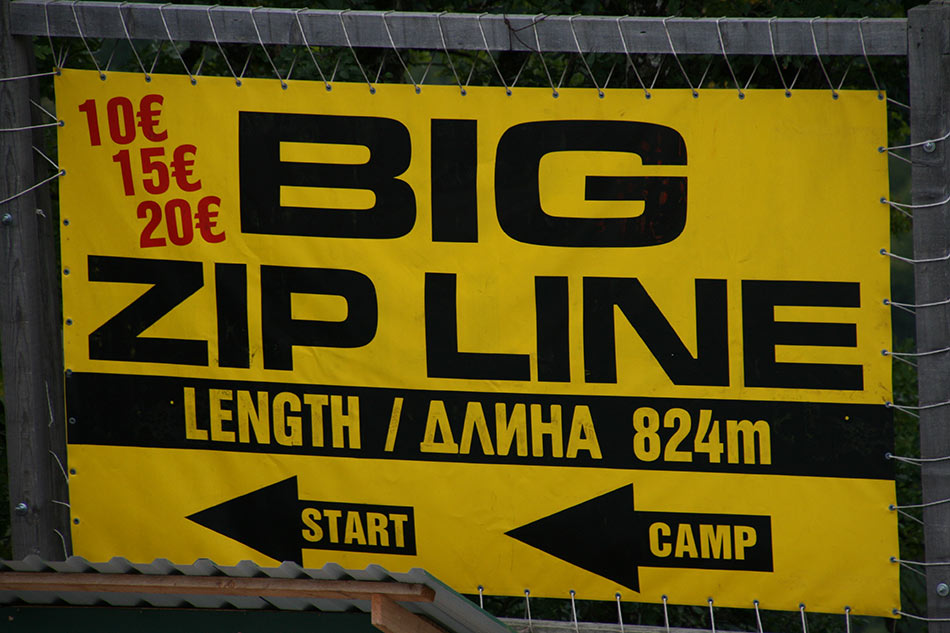 10€
15€
20€
BIG
ZIP LINE
LENGTH / ДЛИНА 824m
START
CAMP